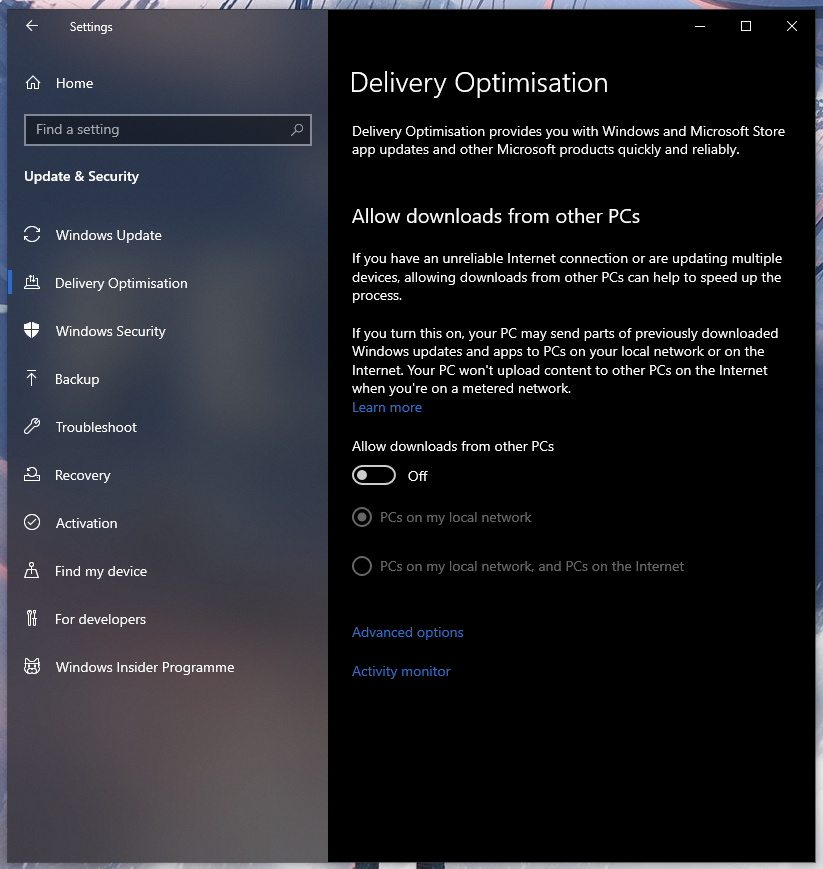 Settings
Home
Find a setting
Update & Security
Windows Update
Delivery Optimisation
Windows Security
Backup
Troubleshoot
Recovery
Activation
Find my device
For developers
Windows Insider Programme
Delivery Optimisation
Delivery Optimisation provides you with Windows and Microsoft Store
app updates and other Microsoft products quickly and reliably.
Allow downloads from other PCs
If you have an unreliable Internet connection or are updating multiple
devices, allowing downloads from other PCs can help to speed up the
process.
If you turn this on, your PC may send parts of previously downloaded
Windows updates and apps to PCs on your local network or on the
Internet. Your PC won't upload content to other PCs on the Internet
when you're on a metered network.
Learn more
Allow downloads from other PCs
Off
PCs on my local network
PCs on my local network, and PCs on the Internet
Advanced options
Activity monitor